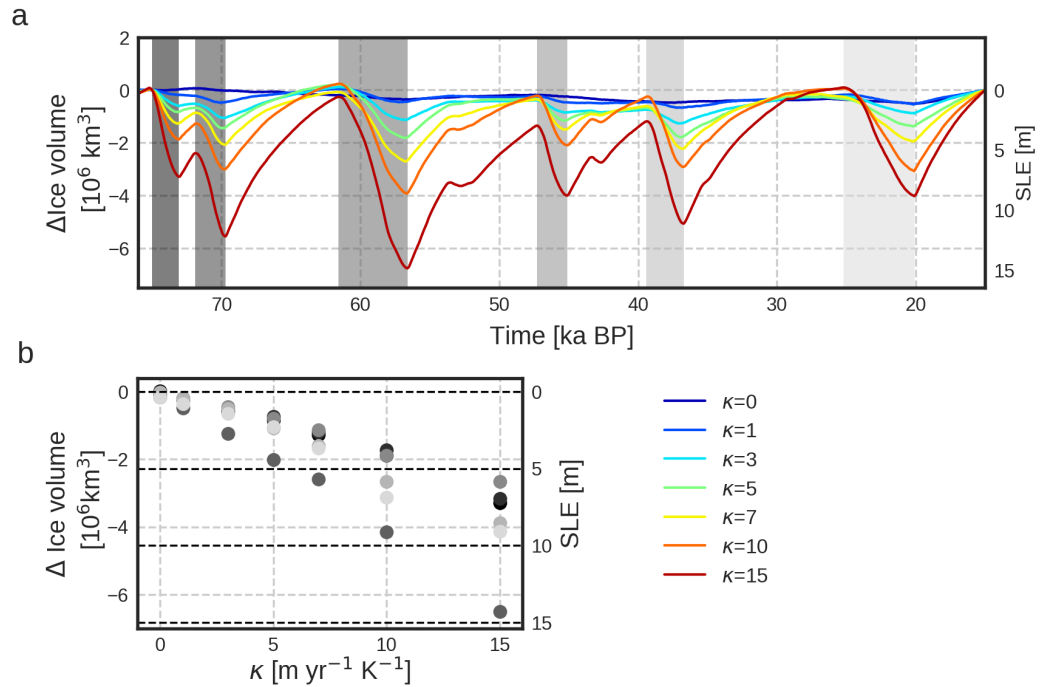 a
2
0
−2
−4
−6
ΔIce volume
[10⁶ km³]
0
5
10
15
SLE [m]
70
60
50
40
30
20
Time [ka BP]
b
0
−2
−4
−6
Δ Ice volume
[10⁶km³]
0
5
10
15
SLE [m]
0
5
10
15
κ [m yr⁻¹ K⁻¹]
κ=0
κ=1
κ=3
κ=5
κ=7
κ=10
κ=15